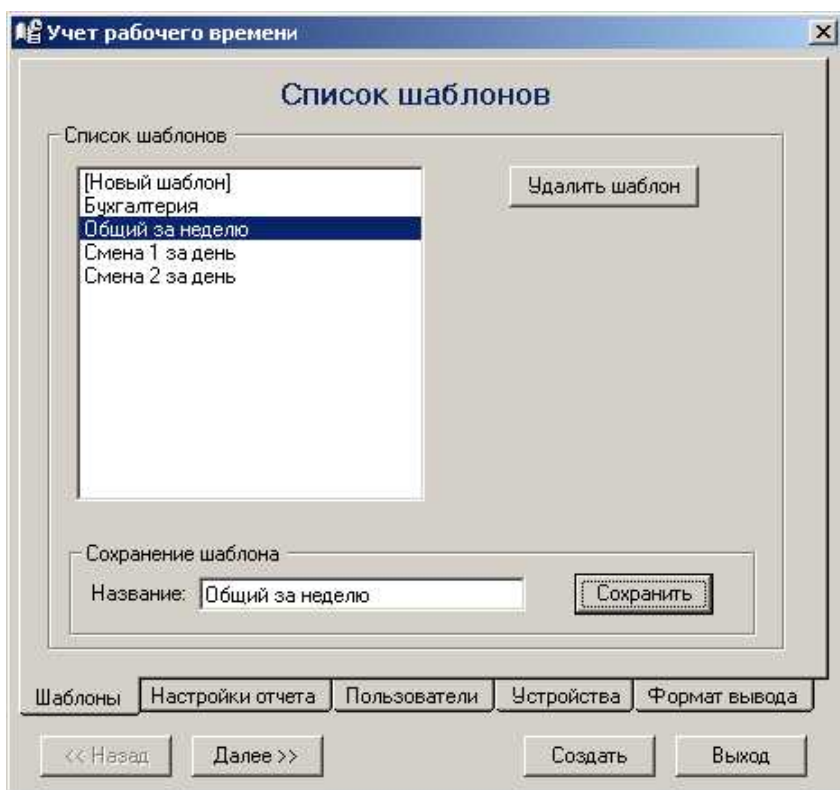 Учет рабочего времени
Список шаблонов
Список шаблонов
[Новый шаблон]
Удалить шаблон
Бухгалтерия
Общий за неделю
Смена 1 за день
Смена 2 за день
Сохранение шаблона
Название: Общий за неделю Сохранить
Шаблоны Настройки отчета Пользователи Устройства Формат вывода
<< Назад Далее >> Создать Выход